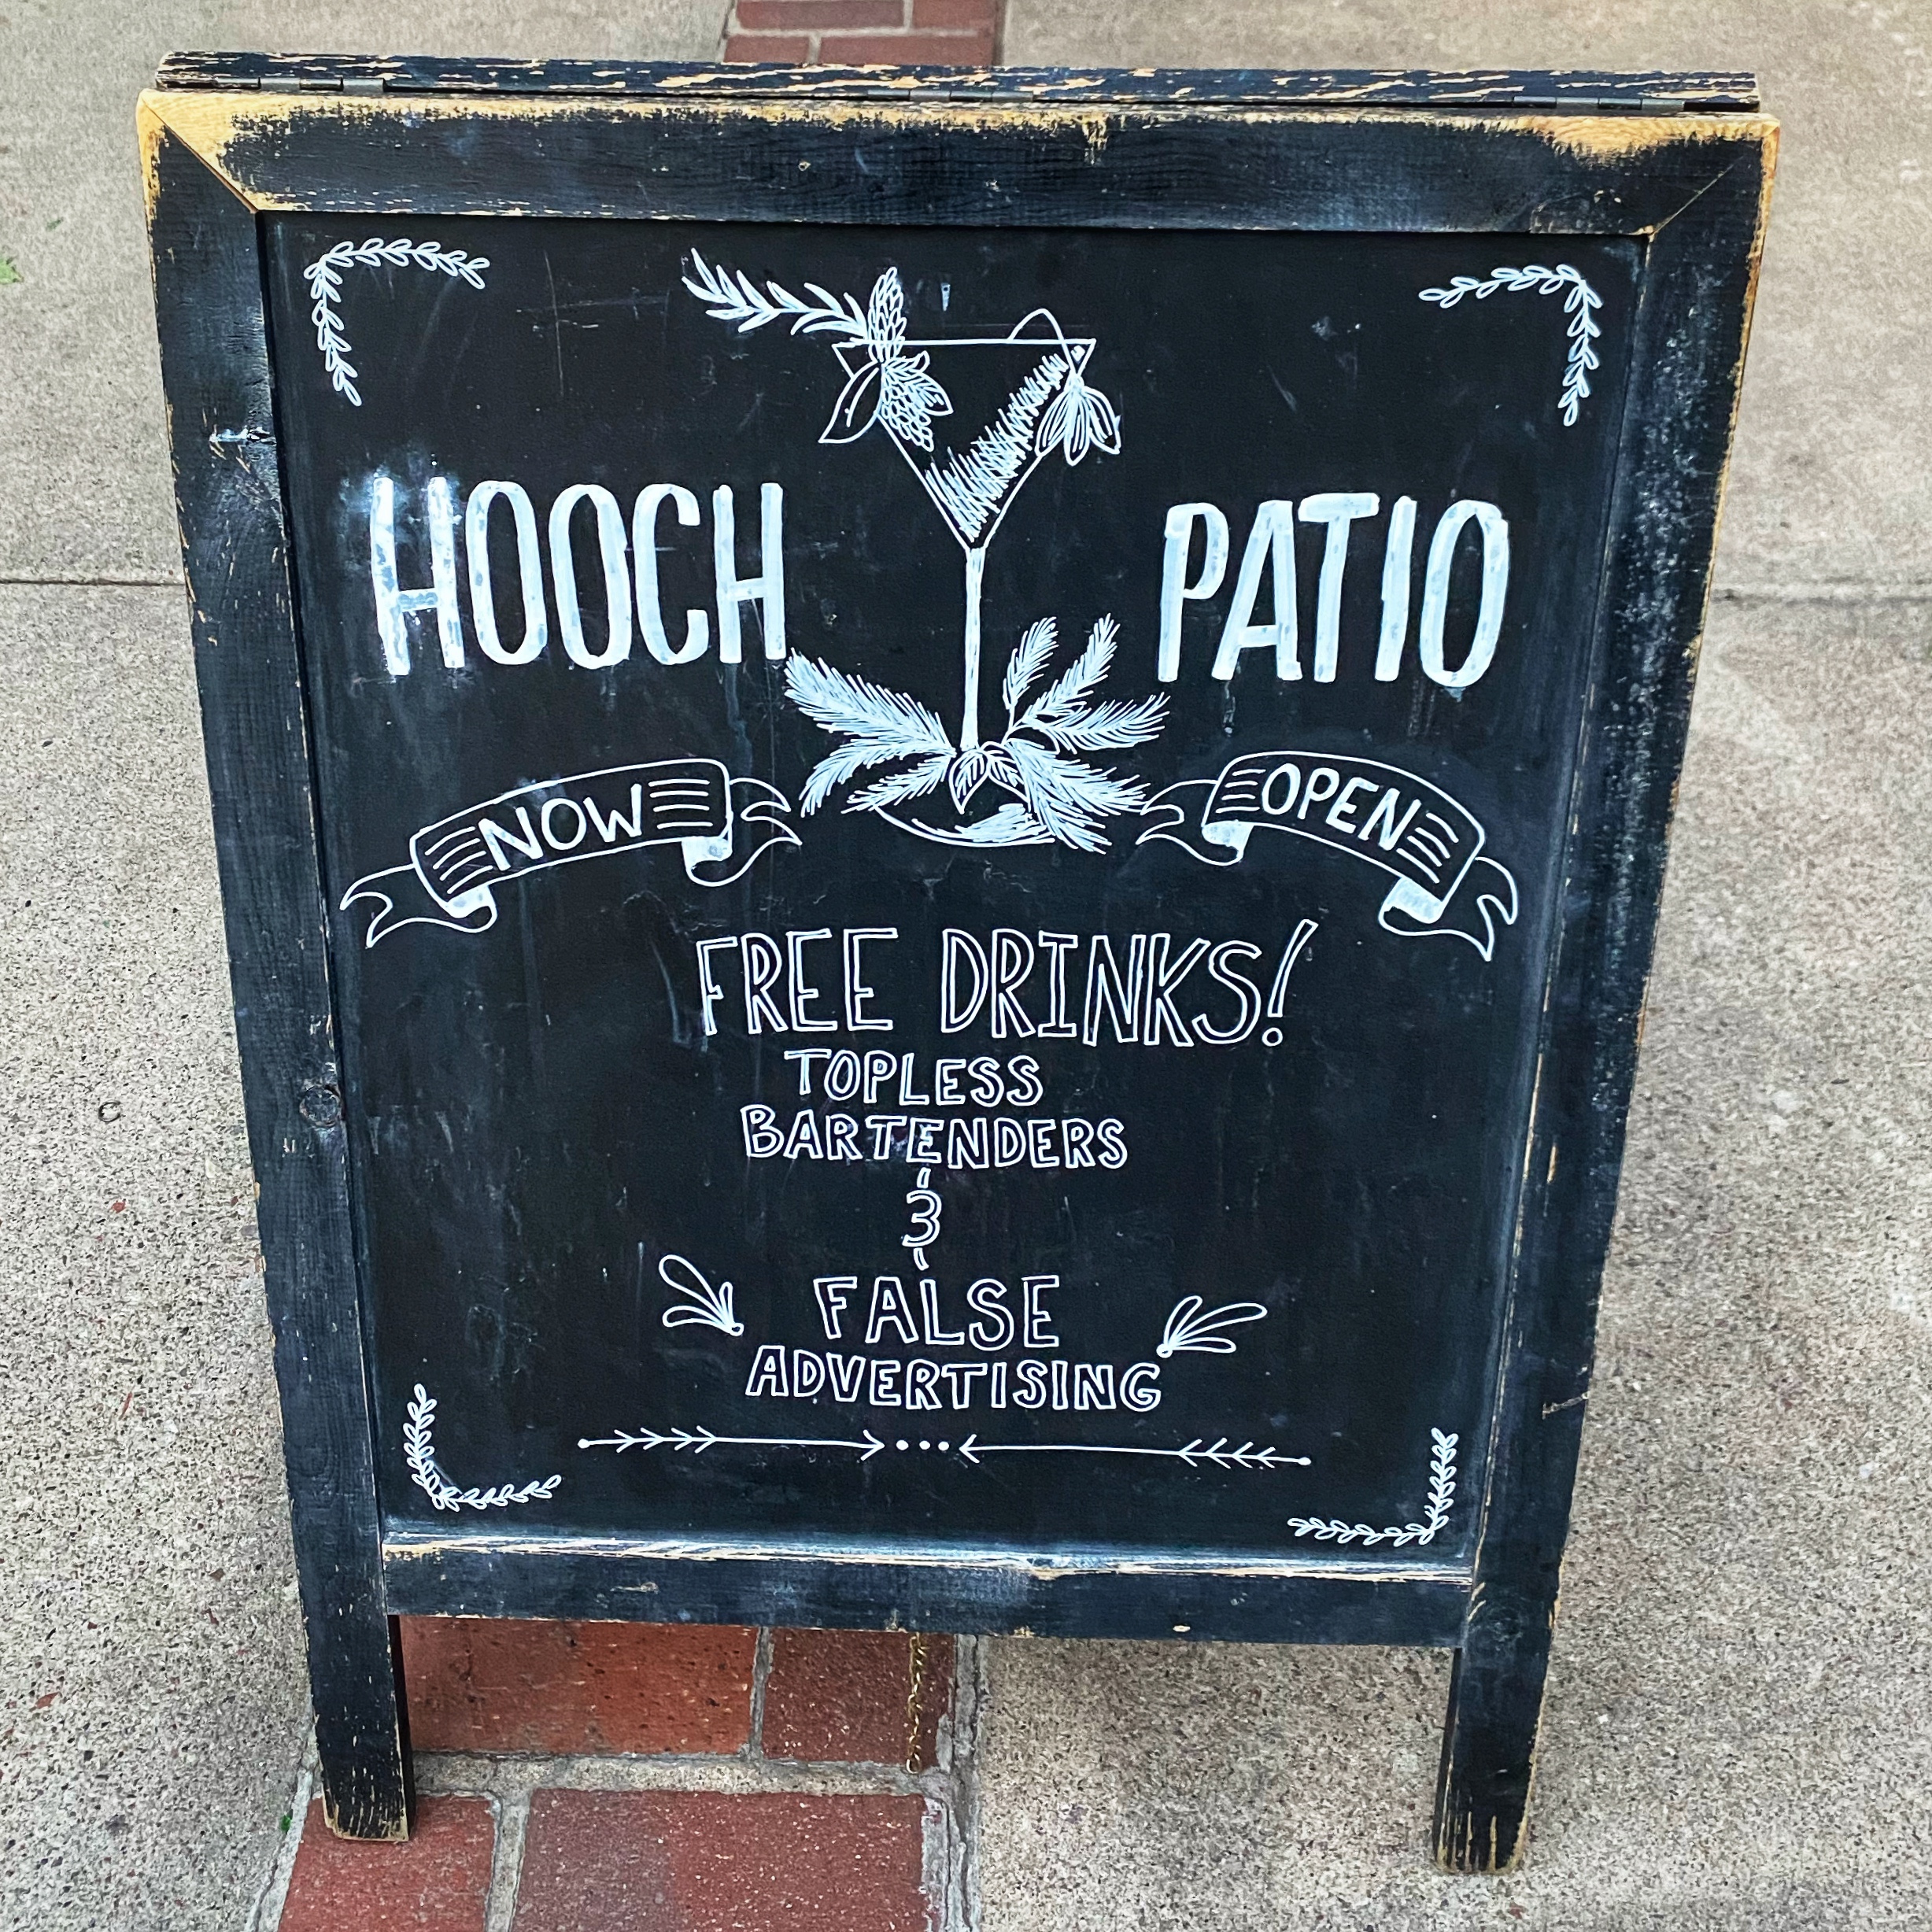 HOOCH PATIO
NOW OPEN
FREE DRINKS!
TOPLESS
BARTENDERS
&
FALSE
ADVERTISING